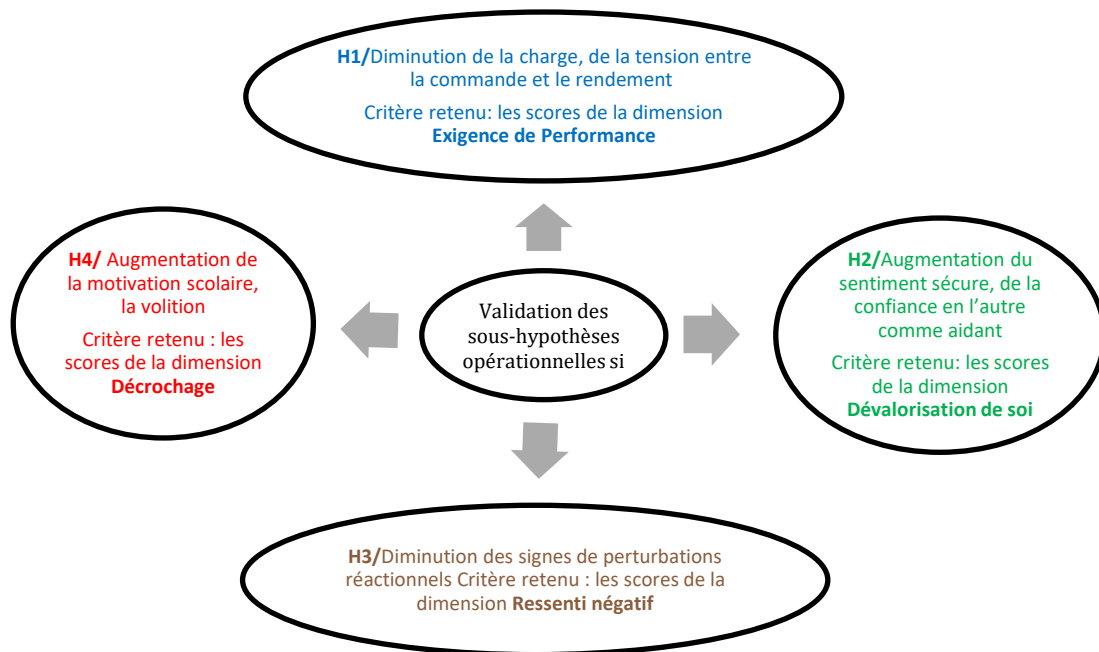 H1/Diminution de la charge, de la tension entre
la commande et le rendement
Critère retenu: les scores de la dimension
Exigence de Performance
H4/ Augmentation de
la motivation scolaire,
la volition
Critère retenu : les
scores de la dimension
Décrochage
Validation des
sous-hypothèses
opérationnelles si
H2/Augmentation du
sentiment sécure, de la
confiance en l’autre
comme aidant
Critère retenu: les scores
de la dimension
Dévalorisation de soi
H3/Diminution des signes de perturbations
réactionnels Critère retenu : les scores de la
dimension Ressenti négatif